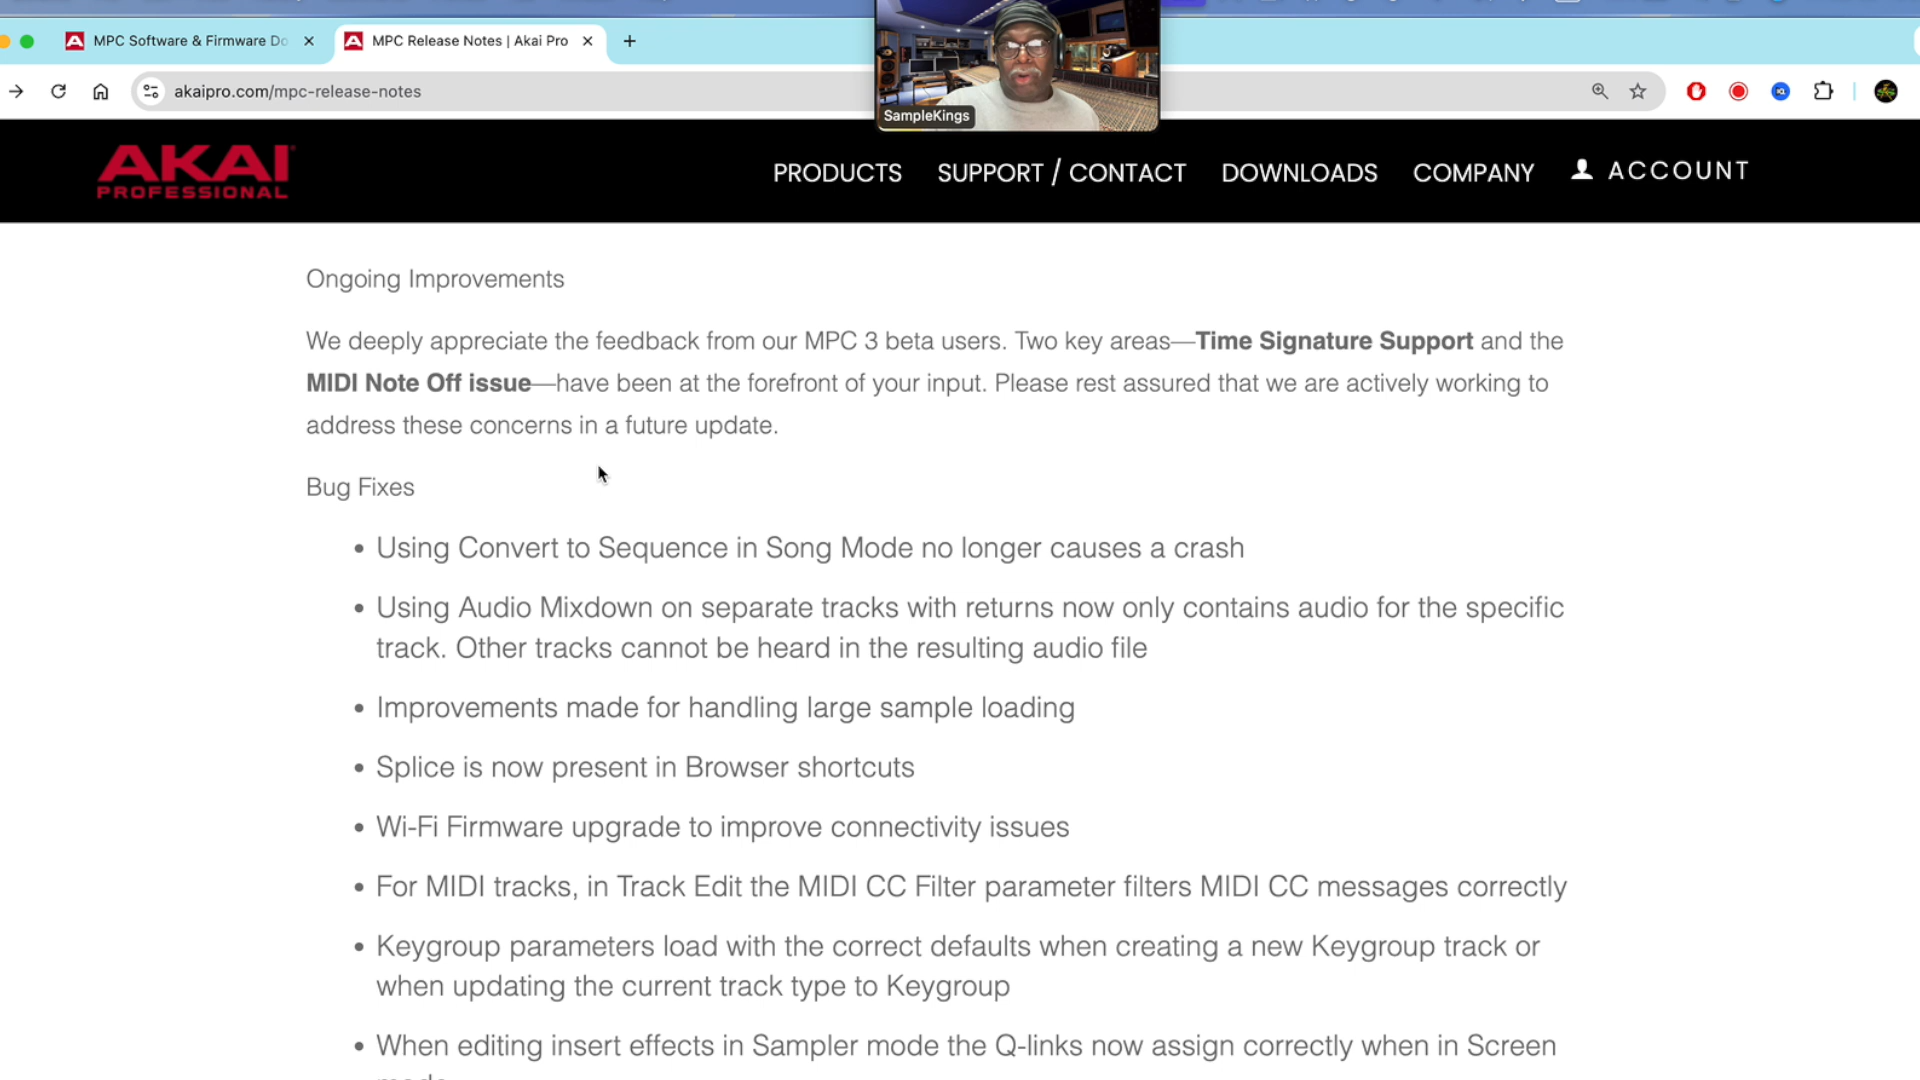 MPC Software & Firmware Do
MPC Release Notes | Akai Pro
akaipro.com/mpc-release-notes
SampleKings
AKAI
PROFESSIONAL
PRODUCTS
SUPPORT / CONTACT
DOWNLOADS
COMPANY
ACCOUNT
Ongoing Improvements
We deeply appreciate the feedback from our MPC 3 beta users. Two key areas—Time Signature Support and the
MIDI Note Off issue—have been at the forefront of your input. Please rest assured that we are actively working to
address these concerns in a future update.
Bug Fixes
• Using Convert to Sequence in Song Mode no longer causes a crash
• Using Audio Mixdown on separate tracks with returns now only contains audio for the specific
track. Other tracks cannot be heard in the resulting audio file
• Improvements made for handling large sample loading
• Splice is now present in Browser shortcuts
• Wi-Fi Firmware upgrade to improve connectivity issues
• For MIDI tracks, in Track Edit the MIDI CC Filter parameter filters MIDI CC messages correctly
• Keygroup parameters load with the correct defaults when creating a new Keygroup track or
when updating the current track type to Keygroup
• When editing insert effects in Sampler mode the Q-links now assign correctly when in Screen